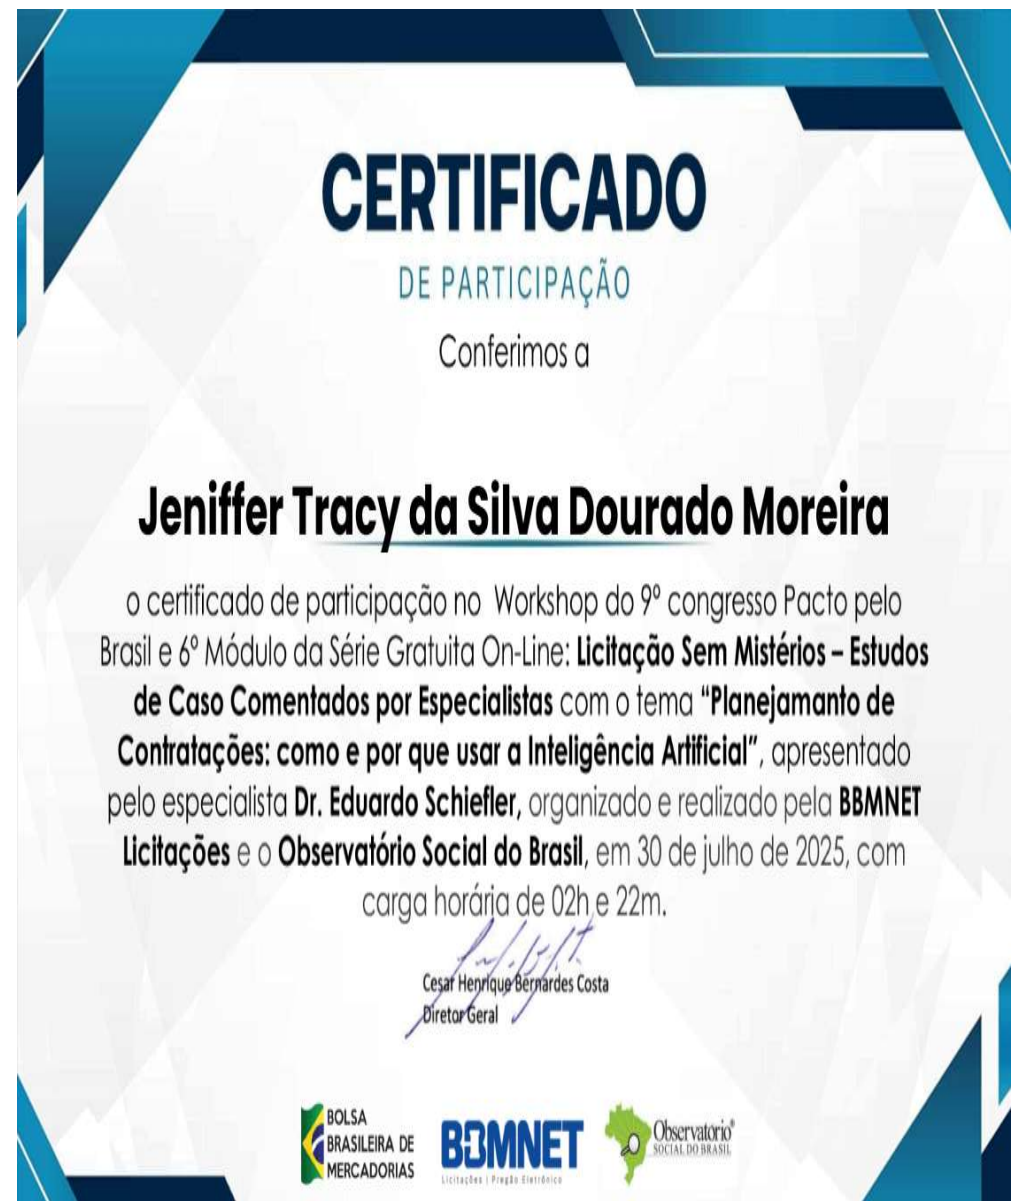 CERTIFICADO
DE PARTICIPAÇÃO
Conferimos a
Jeniffer Tracy da Silva Dourado Moreira
o certificado de participação no Workshop do 9º congresso Pacto pelo
Brasil e 6º Módulo da Série Gratuita On-Line: Licitação Sem Mistérios – Estudos
de Caso Comentados por Especialistas com o tema “Planejamanto de
Contratações: como e por que usar a Inteligência Artificial”, apresentado
pelo especialista Dr. Eduardo Schiefler, organizado e realizado pela BBMNET
Licitações e o Observatório Social do Brasil, em 30 de julho de 2025, com
carga horária de 02h e 22m.
Cesar Henrique Bernardes Costa
Diretor Geral
BOLSA
BRASILEIRA DE
MERCADORIAS
BBMNET
Licitações | Pregão Eletrônico
Observatório®
SOCIAL DO BRASIL